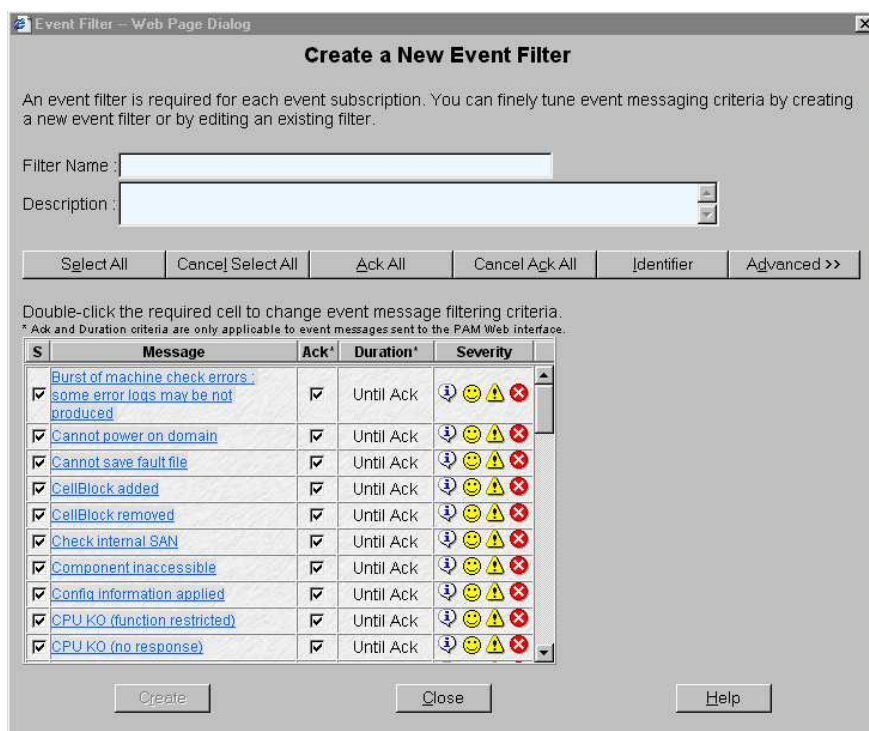 Event Filter -- Web Page Dialog
Create a New Event Filter
An event filter is required for each event subscription. You can finely tune event messaging criteria by creating
a new event filter or by editing an existing filter.
Filter Name :
Description :
Select All Cancel Select All Ack All Cancel Ack All Identifier Advanced >>
Double-click the required cell to change event message filtering criteria.
* Ack and Duration criteria are only applicable to event messages sent to the PAM Web interface.
S Message Ack* Duration* Severity
Burst of machine check errors ;
some error logs may be not
produced
Until Ack
Cannot power on domain Until Ack
Cannot save fault file Until Ack
CellBlock added Until Ack
CellBlock removed Until Ack
Check internal SAN Until Ack
Component inaccessible Until Ack
Config information applied Until Ack
CPU KO (function restricted) Until Ack
CPU KO (no response) Until Ack
Create Close Help